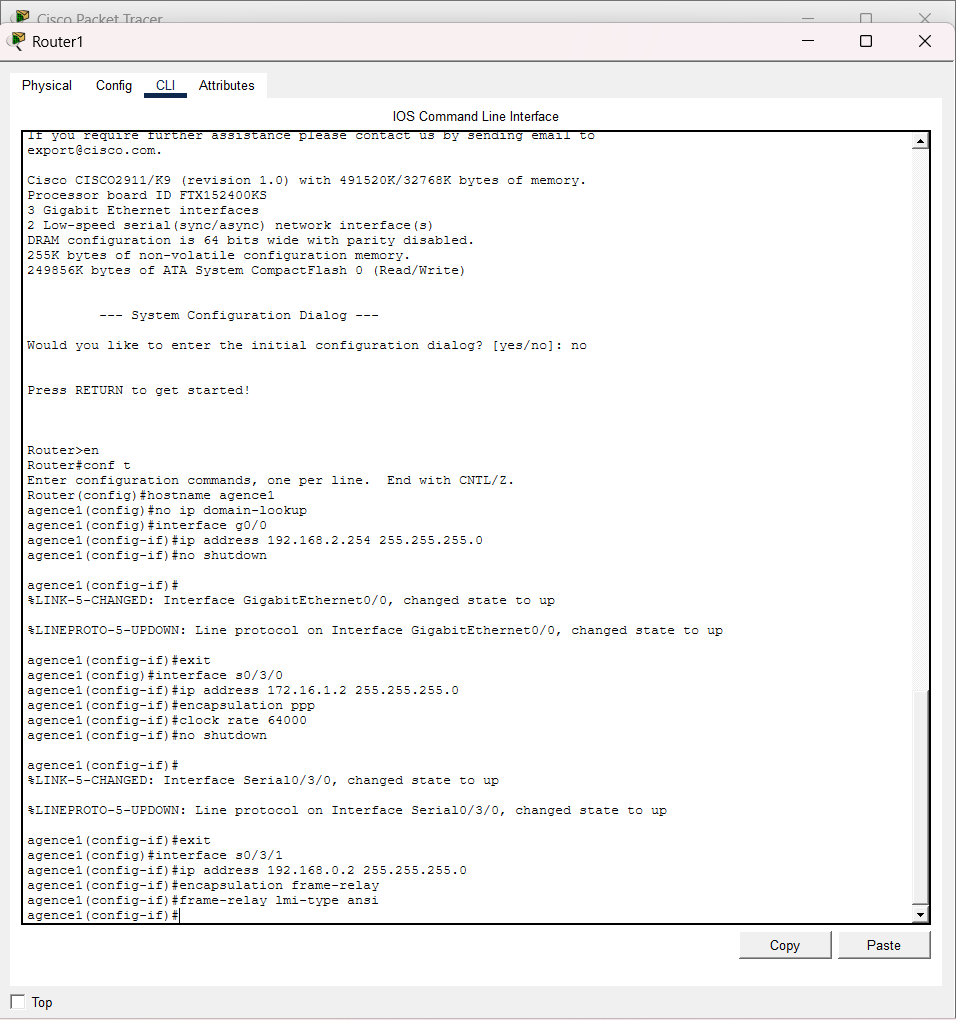 Cisco Packet Tracer
Router1
Physical Config CLI Attributes
IOS Command Line Interface
If you require further assistance please contact us by sending email to
export@cisco.com.
Cisco CISCO2911/K9 (revision 1.0) with 491520K/32768K bytes of memory.
Processor board ID FTX152400KS
3 Gigabit Ethernet interfaces
2 Low-speed serial(sync/async) network interface(s)
DRAM configuration is 64 bits wide with parity disabled.
255K bytes of non-volatile configuration memory.
249856K bytes of ATA System CompactFlash 0 (Read/Write)
--- System Configuration Dialog ---
Would you like to enter the initial configuration dialog? [yes/no]: no
Press RETURN to get started!
Router>en
Router#conf t
Enter configuration commands, one per line.  End with CNTL/Z.
Router(config)#hostname agence1
agence1(config)#no ip domain-lookup
agence1(config)#interface g0/0
agence1(config-if)#ip address 192.168.2.254 255.255.255.0
agence1(config-if)#no shutdown
agence1(config-if)#
%LINK-5-CHANGED: Interface GigabitEthernet0/0, changed state to up
%LINEPROTO-5-UPDOWN: Line protocol on Interface GigabitEthernet0/0, changed state to up
agence1(config-if)#exit
agence1(config)#interface s0/3/0
agence1(config-if)#ip address 172.16.1.2 255.255.255.0
agence1(config-if)#encapsulation ppp
agence1(config-if)#clock rate 64000
agence1(config-if)#no shutdown
agence1(config-if)#
%LINK-5-CHANGED: Interface Serial0/3/0, changed state to up
%LINEPROTO-5-UPDOWN: Line protocol on Interface Serial0/3/0, changed state to up
agence1(config-if)#exit
agence1(config)#interface s0/3/1
agence1(config-if)#ip address 192.168.0.2 255.255.255.0
agence1(config-if)#encapsulation frame-relay
agence1(config-if)#frame-relay lmi-type ansi
agence1(config-if)#
Copy Paste
Top